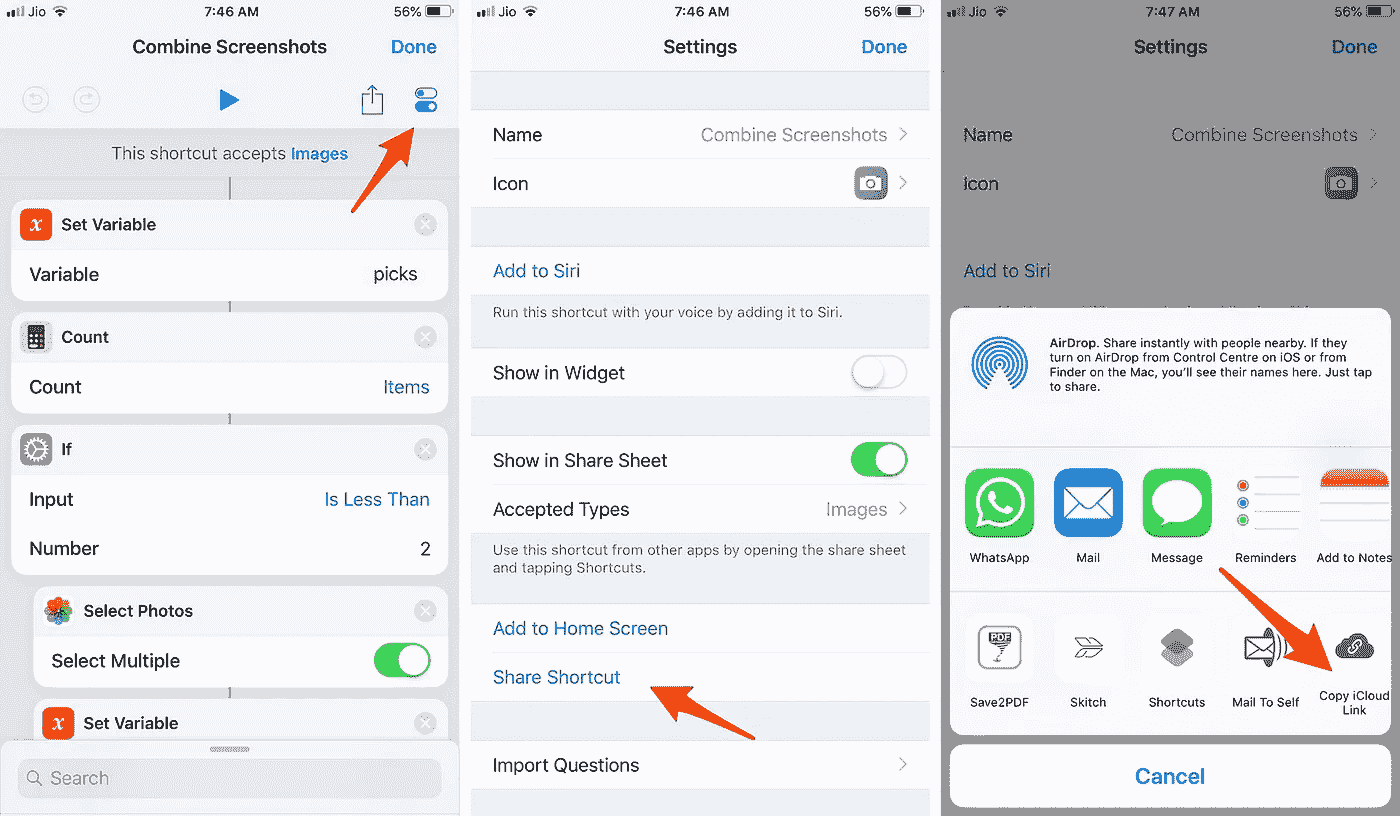 Jio 7:46 AM 56%
Combine Screenshots Done
This shortcut accepts Images
x Set Variable
Variable picks
Count
Count Items
If
Input Is Less Than
Number 2
Select Photos
Select Multiple
x Set Variable
Search
Jio 7:46 AM 56%
Settings Done
Name Combine Screenshots
Icon
Add to Siri
Run this shortcut with your voice by adding it to Siri.
Show in Widget
Show in Share Sheet
Accepted Types Images
Use this shortcut from other apps by opening the share sheet
and tapping Shortcuts.
Add to Home Screen
Share Shortcut
Import Questions
Jio 7:47 AM 56%
Settings Done
Name Combine Screenshots
Icon
Add to Siri
AirDrop. Share instantly with people nearby. If they
turn on AirDrop from Control Centre on iOS or from
Finder on the Mac, you'll see their names here. Just tap
to share.
WhatsApp Mail Message Reminders Add to Notes
PDF
Save2PDF Skitch Shortcuts Mail To Self Copy iCloud
Link
Cancel